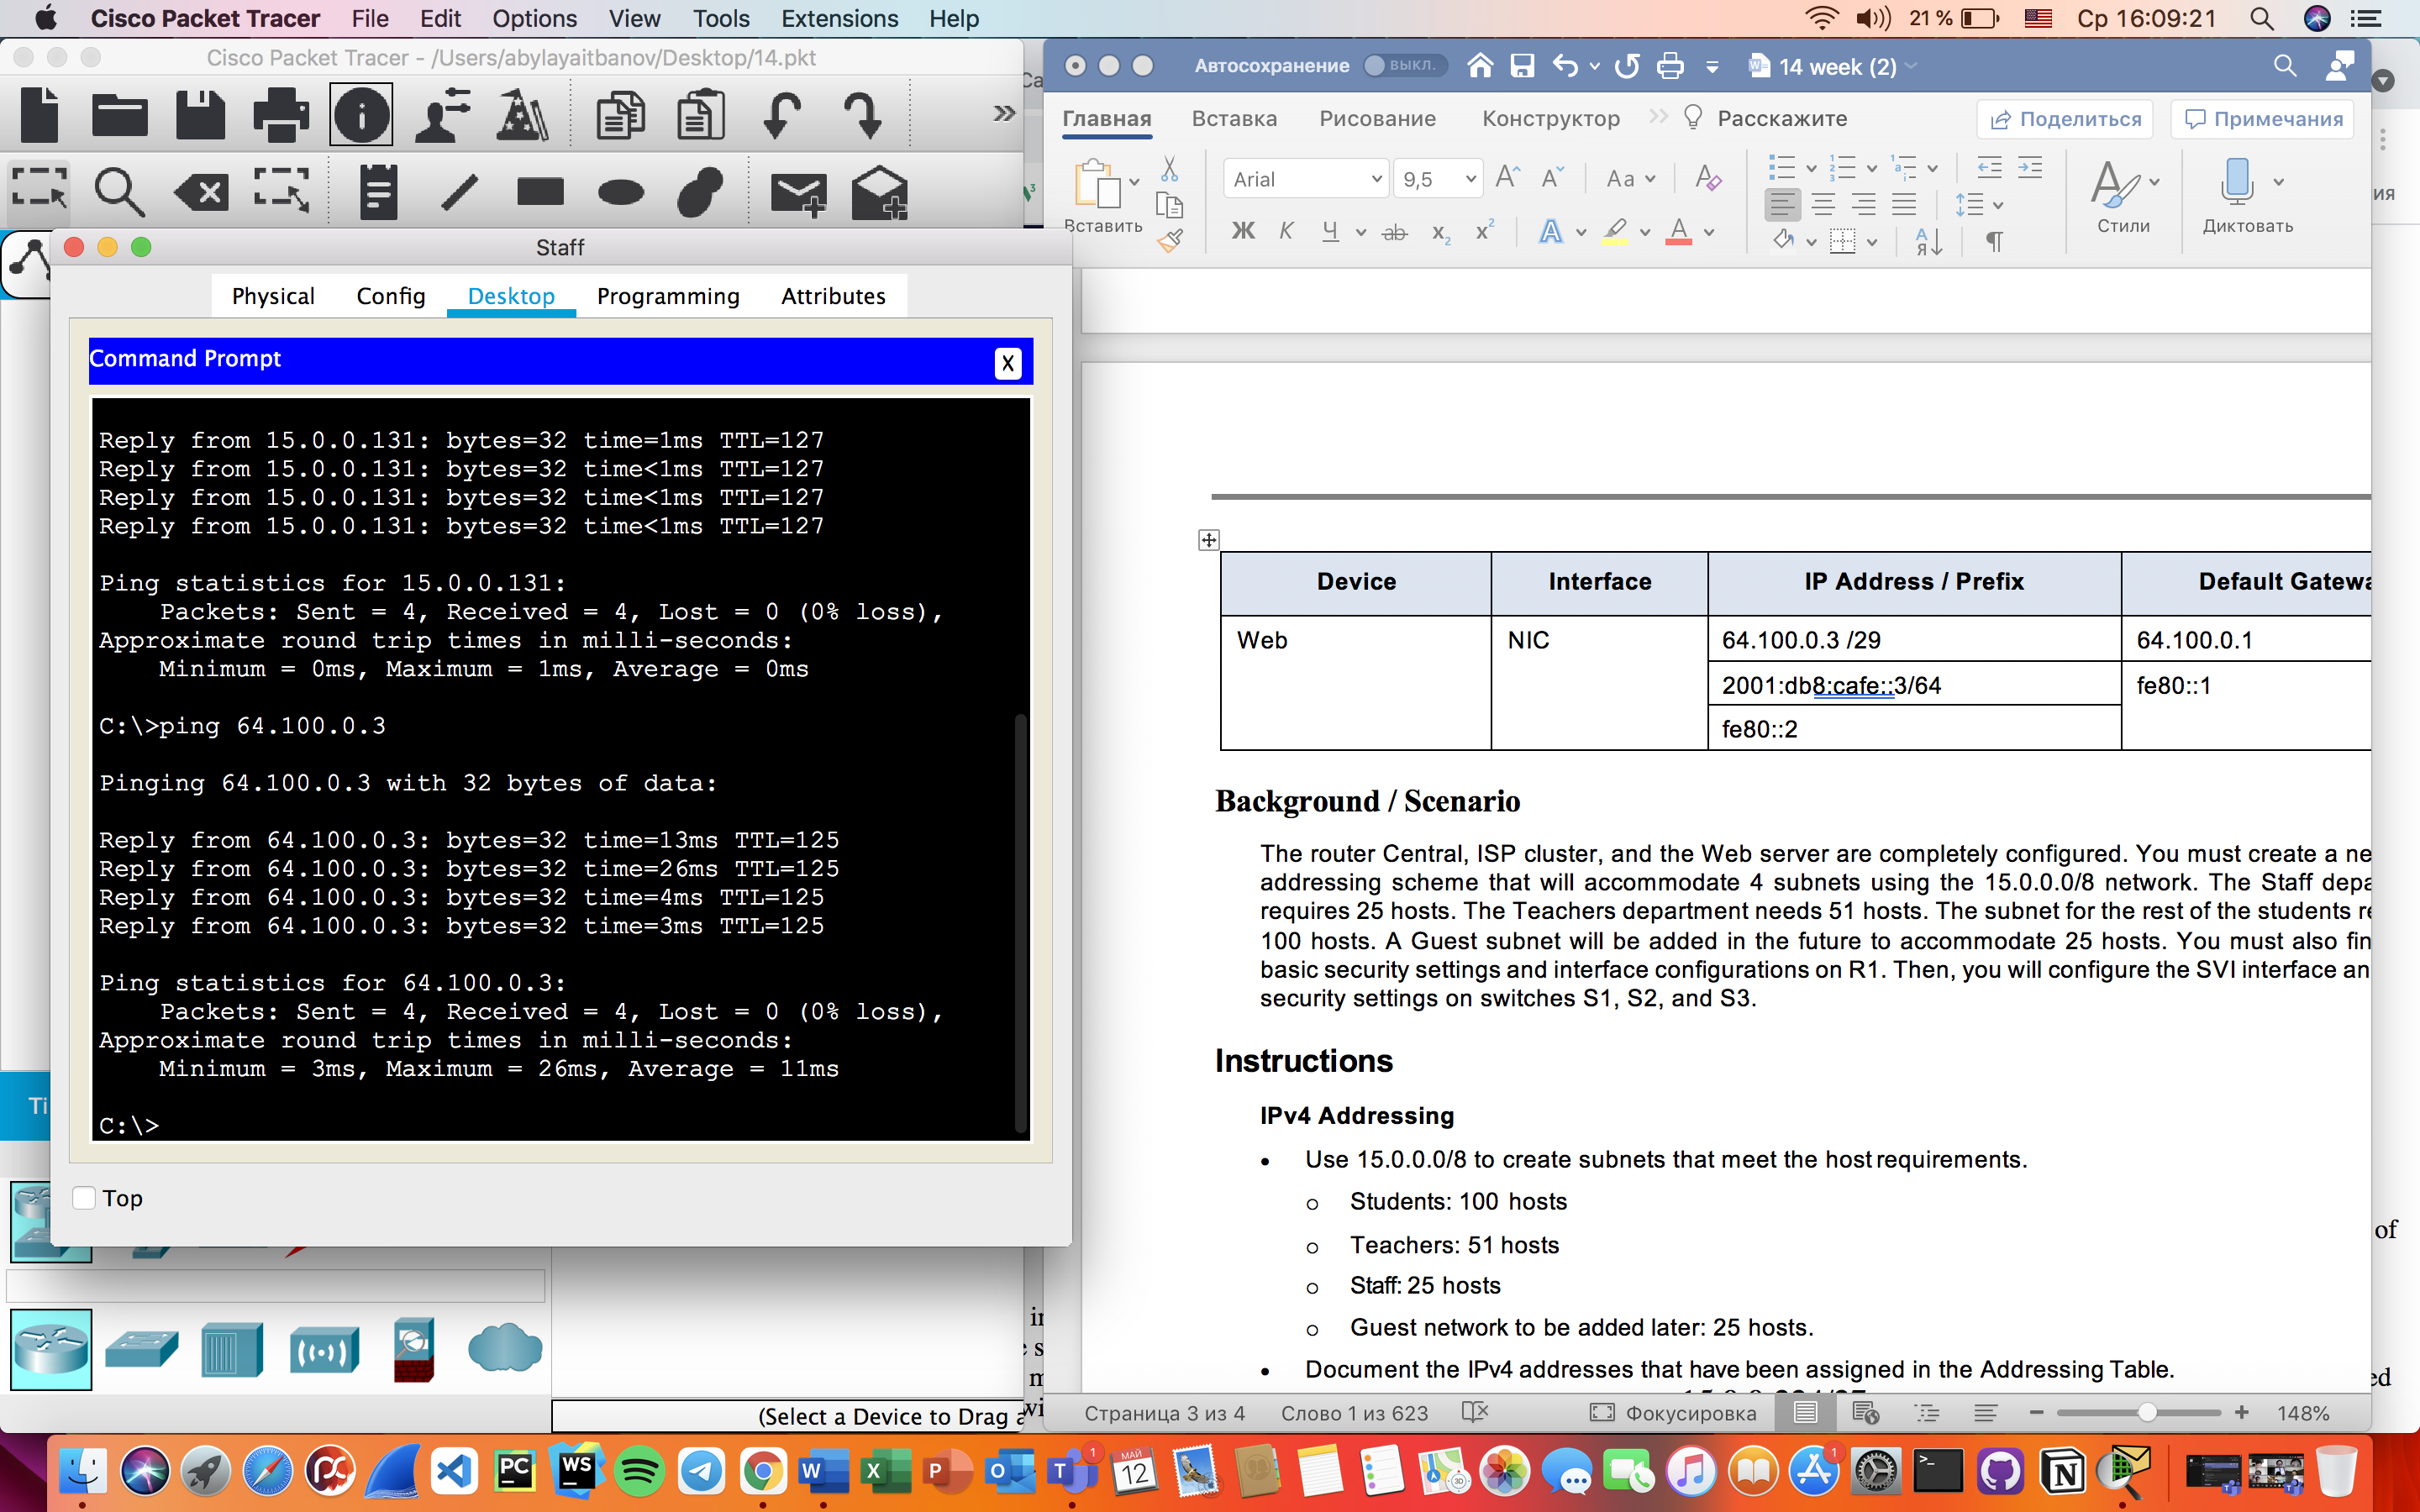 Cisco Packet Tracer File Edit Options View Tools Extensions Help
21 % Ср 16:09:21
Cisco Packet Tracer - /Users/abylayaitbanov/Desktop/14.pkt
Автосохранение ВЫКЛ. 14 week (2)
Главная Вставка Рисование Конструктор Расскажите Поделиться Примечания
Вставить
Arial 9,5
Ж К Ч ab x₂ x²
Стили Диктовать
ия
Staff
Physical Config Desktop Programming Attributes
Command Prompt X
Reply from 15.0.0.131: bytes=32 time=1ms TTL=127
Reply from 15.0.0.131: bytes=32 time<1ms TTL=127
Reply from 15.0.0.131: bytes=32 time<1ms TTL=127
Reply from 15.0.0.131: bytes=32 time<1ms TTL=127
Ping statistics for 15.0.0.131:
Packets: Sent = 4, Received = 4, Lost = 0 (0% loss),
Approximate round trip times in milli-seconds:
Minimum = 0ms, Maximum = 1ms, Average = 0ms
C:\>ping 64.100.0.3
Pinging 64.100.0.3 with 32 bytes of data:
Reply from 64.100.0.3: bytes=32 time=13ms TTL=125
Reply from 64.100.0.3: bytes=32 time=26ms TTL=125
Reply from 64.100.0.3: bytes=32 time=4ms TTL=125
Reply from 64.100.0.3: bytes=32 time=3ms TTL=125
Ping statistics for 64.100.0.3:
Packets: Sent = 4, Received = 4, Lost = 0 (0% loss),
Approximate round trip times in milli-seconds:
Minimum = 3ms, Maximum = 26ms, Average = 11ms
C:\>
Top
Ti
(Select a Device to Drag a
Device Interface IP Address / Prefix Default Gatewa
Web NIC 64.100.0.3 /29 64.100.0.1
2001:db8:cafe::3/64 fe80::1
fe80::2
Background / Scenario
The router Central, ISP cluster, and the Web server are completely configured. You must create a ne
addressing scheme that will accommodate 4 subnets using the 15.0.0.0/8 network. The Staff depa
requires 25 hosts. The Teachers department needs 51 hosts. The subnet for the rest of the students re
100 hosts. A Guest subnet will be added in the future to accommodate 25 hosts. You must also fin
basic security settings and interface configurations on R1. Then, you will configure the SVI interface an
security settings on switches S1, S2, and S3.
Instructions
IPv4 Addressing
• Use 15.0.0.0/8 to create subnets that meet the host requirements.
o Students: 100 hosts
o Teachers: 51 hosts
o Staff: 25 hosts
o Guest network to be added later: 25 hosts.
• Document the IPv4 addresses that have been assigned in the Addressing Table.
of
ed
Страница 3 из 4 Слово 1 из 623 Фокусировка 148%
МАЙ
12